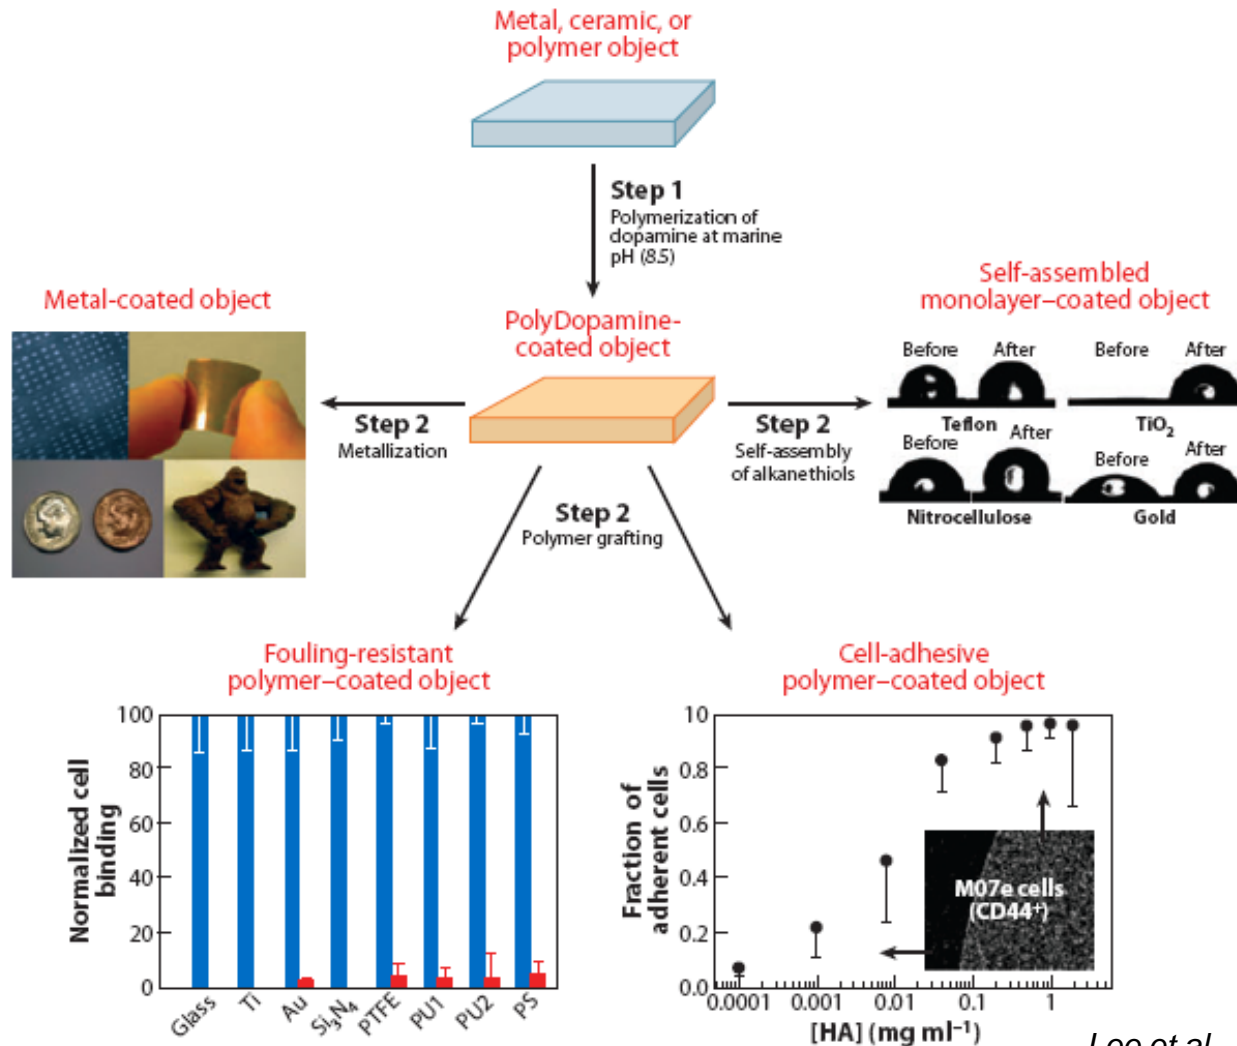 Metal, ceramic, or
polymer object
Step 1
Polymerization of
dopamine at marine
pH (8.5)
Metal-coated object
PolyDopamine-
coated object
Self-assembled
monolayer–coated object
Before
After
Before
After
Teflon
TiO2
Before
After
Before
After
Nitrocellulose
Gold
Step 2
Metallization
Step 2
Self-assembly
of alkanethiols
Step 2
Polymer grafting
Fouling-resistant
polymer–coated object
Normalized cell
binding
100
80
60
40
20
0
Glass
Ti
Au
Si3N4
PTFE
PU1
PU2
PS
Cell-adhesive
polymer–coated object
Fraction of
adherent cells
10
0.8
0.6
0.4
0.2
0.0
M07e cells
(CD44+)
0.0001
0.001
0.01
0.1
1
[HA] (mg ml–1)